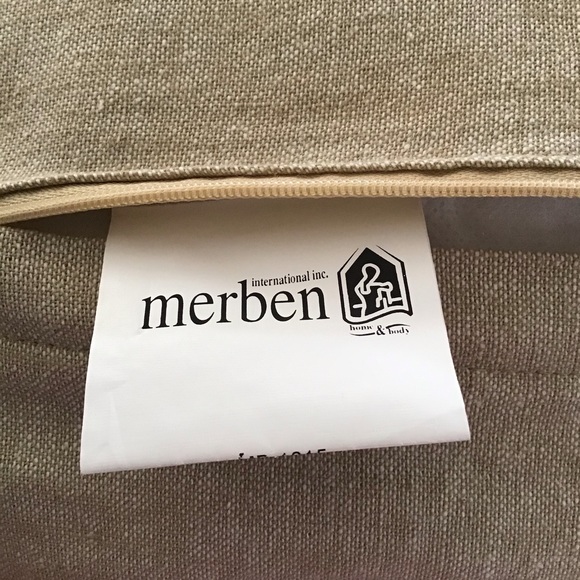 international inc.
merben
home & body